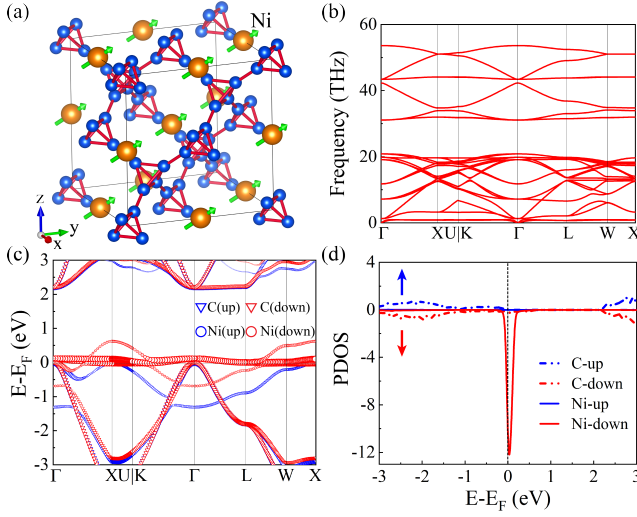 (a)
Ni
z
y
x
(b)
Frequency (THz)
60
40
20
0
Γ
X
U|K
Γ
L
W
X
(c)
E-E_F (eV)
3
2
1
0
-1
-2
-3
C(up) C(down)
Ni(up) Ni(down)
Γ
X
U|K
Γ
L
W
X
(d)
PDOS
4
0
-4
-8
-12
C-up
C-down
Ni-up
Ni-down
-3 -2 -1 0 1 2 3
E-E_F (eV)